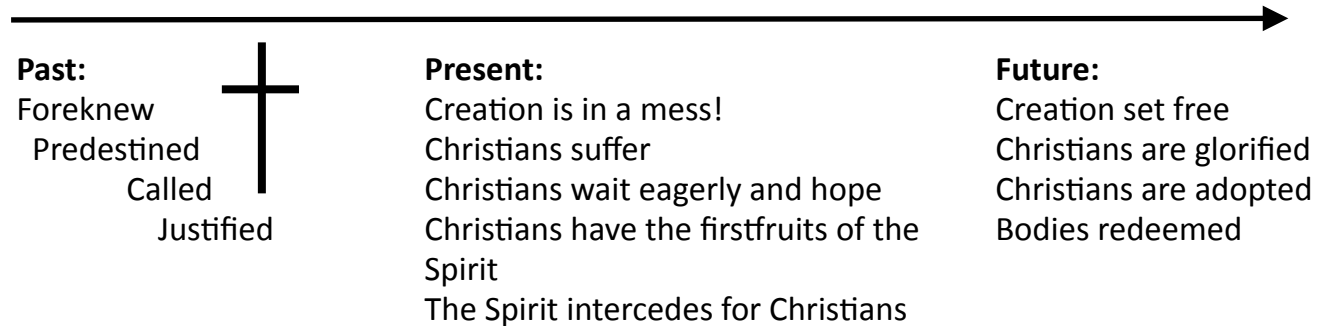 Past:
Foreknew
Predestined
Called
Justified
Present:
Creation is in a mess!
Christians suffer
Christians wait eagerly and hope
Christians have the firstfruits of the
Spirit
The Spirit intercedes for Christians
Future:
Creation set free
Christians are glorified
Christians are adopted
Bodies redeemed